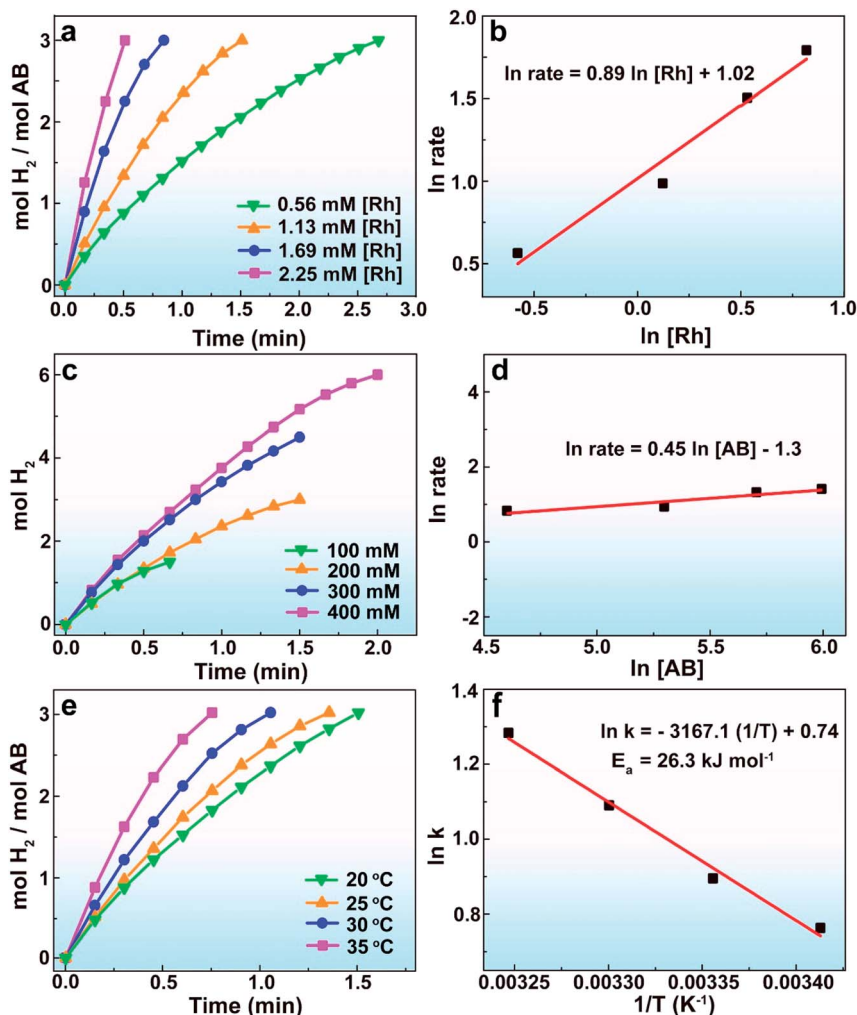 a
mol H2 / mol AB
3
2
1
0
0.56 mM [Rh]
1.13 mM [Rh]
1.69 mM [Rh]
2.25 mM [Rh]
0.0 0.5 1.0 1.5 2.0 2.5 3.0
Time (min)
b
ln rate
2.0
1.5
1.0
0.5
ln rate = 0.89 ln [Rh] + 1.02
-0.5 0.0 0.5 1.0
ln [Rh]
c
mol H2
6
4
2
0
100 mM
200 mM
300 mM
400 mM
0.0 0.5 1.0 1.5 2.0
Time (min)
d
ln rate
4
2
0
-2
ln rate = 0.45 ln [AB] - 1.3
4.5 5.0 5.5 6.0
ln [AB]
e
mol H2 / mol AB
3
2
1
0
20 °C
25 °C
30 °C
35 °C
0.0 0.5 1.0 1.5
Time (min)
f
ln k
1.4
1.2
1.0
0.8
ln k = - 3167.1 (1/T) + 0.74
Ea = 26.3 kJ mol-1
0.00325 0.00330 0.00335 0.00340
1/T (K-1)